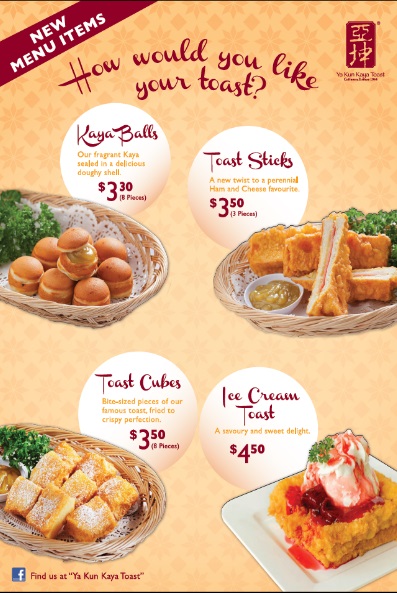 NEW
MENU ITEMS
How would you like
your toast?
亞坤
®
Ya Kun Kaya Toast
Kaya Balls
Our fragrant Kaya
sealed in a delicious
doughy shell.
$3.30
(8 Pieces)
Toast Sticks
A new twist to a perennial
Ham and Cheese favourite.
$3.50
(3 Pieces)
Toast Cubes
Bite-sized pieces of our
famous toast, fried to
crispy perfection.
$3.50
(8 Pieces)
Ice Cream
Toast
A savoury and sweet delight.
$4.50
f Find us at "Ya Kun Kaya Toast"